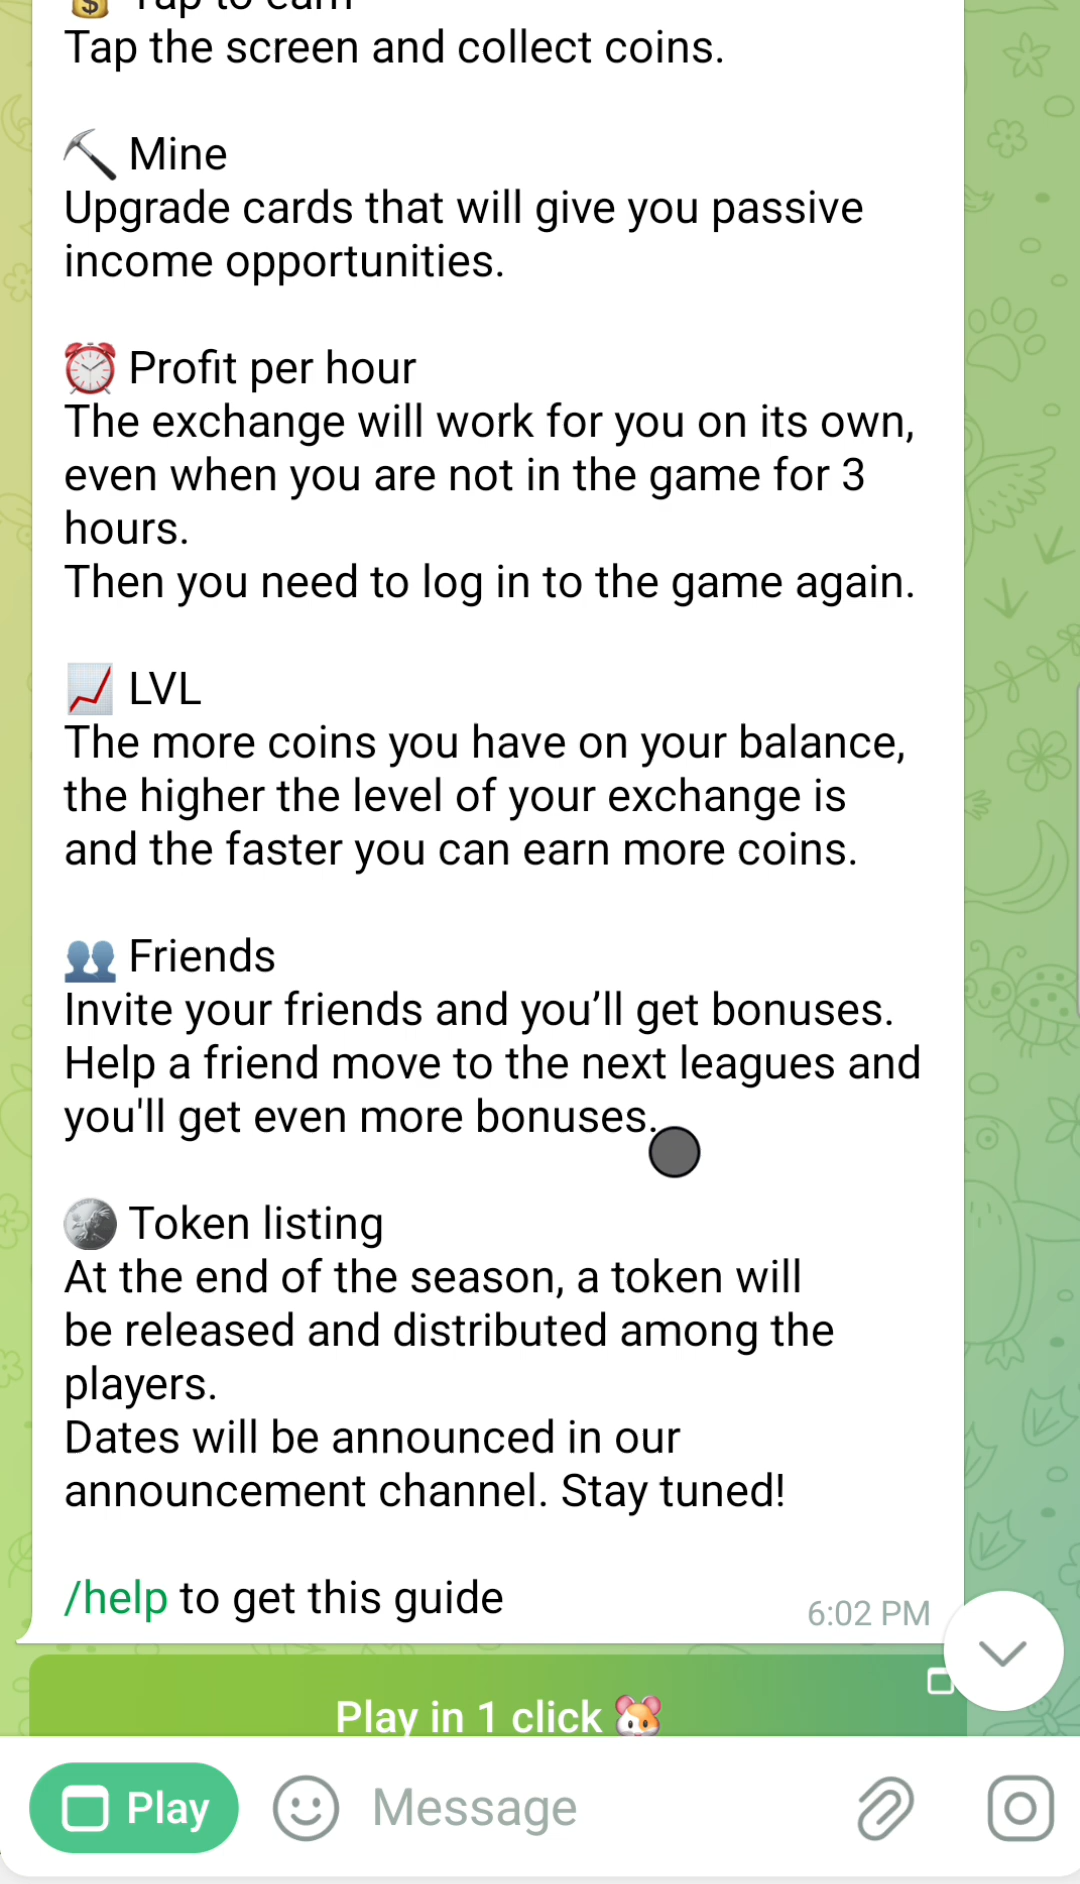 Tap to earn
Tap the screen and collect coins.
Mine
Upgrade cards that will give you passive
income opportunities.
Profit per hour
The exchange will work for you on its own,
even when you are not in the game for 3
hours.
Then you need to log in to the game again.
LVL
The more coins you have on your balance,
the higher the level of your exchange is
and the faster you can earn more coins.
Friends
Invite your friends and you’ll get bonuses.
Help a friend move to the next leagues and
you'll get even more bonuses.
Token listing
At the end of the season, a token will
be released and distributed among the
players.
Dates will be announced in our
announcement channel. Stay tuned!
/help to get this guide
6:02 PM
Play in 1 click
Play
Message